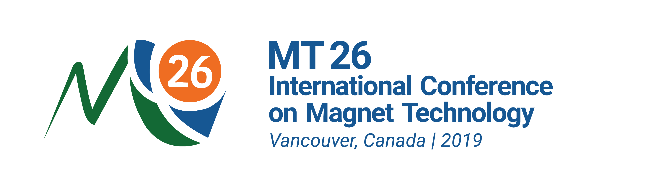 26
MT 26
International Conference
on Magnet Technology
Vancouver, Canada | 2019